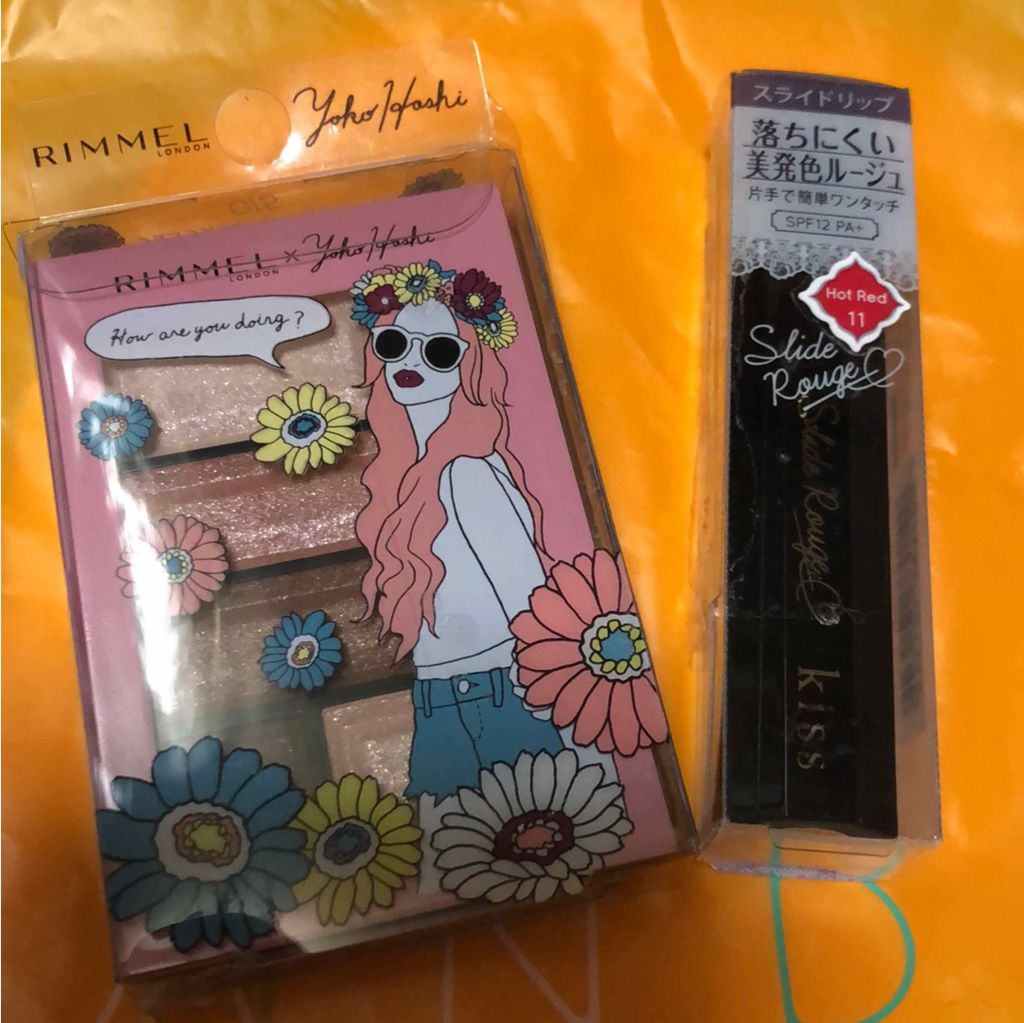 RIMMEL
LONDON
Yoko Hoshi
RIMMEL
LONDON
×
Yoko Hoshi
How are you doing?
スライドリップ
落ちにくい
美発色ルージュ
片手で簡単ワンタッチ
SPF12 PA+
Hot Red
11
Slide
Rouge
Slide Rouge
kiss